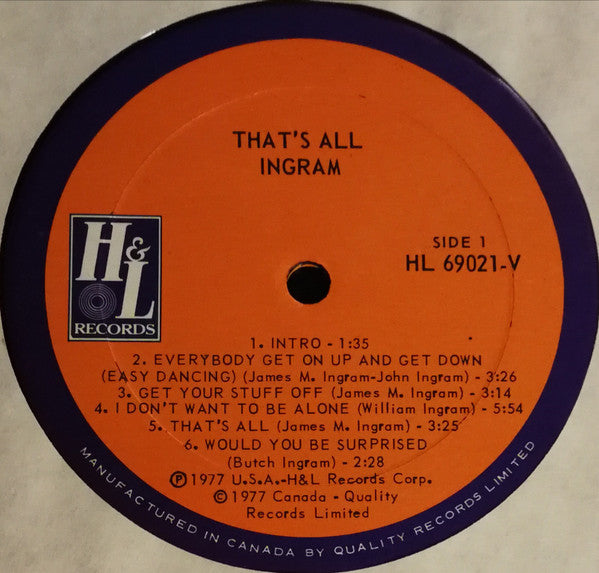 THAT'S ALL
INGRAM
H&L
RECORDS
SIDE 1
HL 69021-V
1. INTRO - 1:35
2. EVERYBODY GET ON UP AND GET DOWN
(EASY DANCING) (James M. Ingram-John Ingram) - 3:26
3. GET YOUR STUFF OFF (James M. Ingram) - 3:14
4. I DON'T WANT TO BE ALONE (William Ingram) - 5:54
5. THAT'S ALL (James M. Ingram) - 3:25
6. WOULD YOU BE SURPRISED
(Butch Ingram) - 2:28
℗ 1977 U.S.A.-H&L Records Corp.
© 1977 Canada - Quality
Records Limited
MANUFACTURED IN CANADA BY QUALITY RECORDS LIMITED